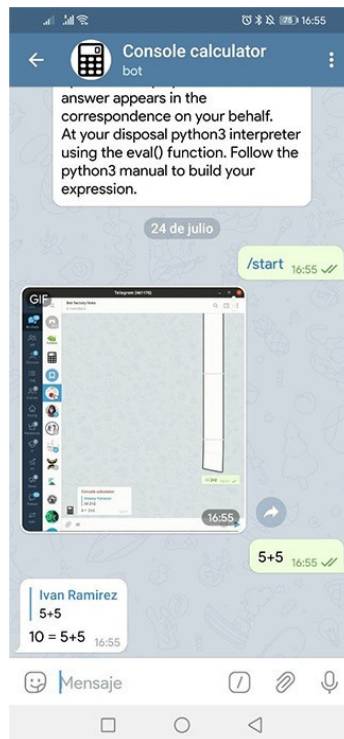 75 16:55
Console calculator
bot
answer appears in the
correspondence on your behalf.
At your disposal python3 interpreter
using the eval() function. Follow the
python3 manual to build your
expression.
24 de julio
/start 16:55
GIF
16:55
5+5 16:55
Ivan Ramirez
5+5
10 = 5+5 16:55
Mensaje